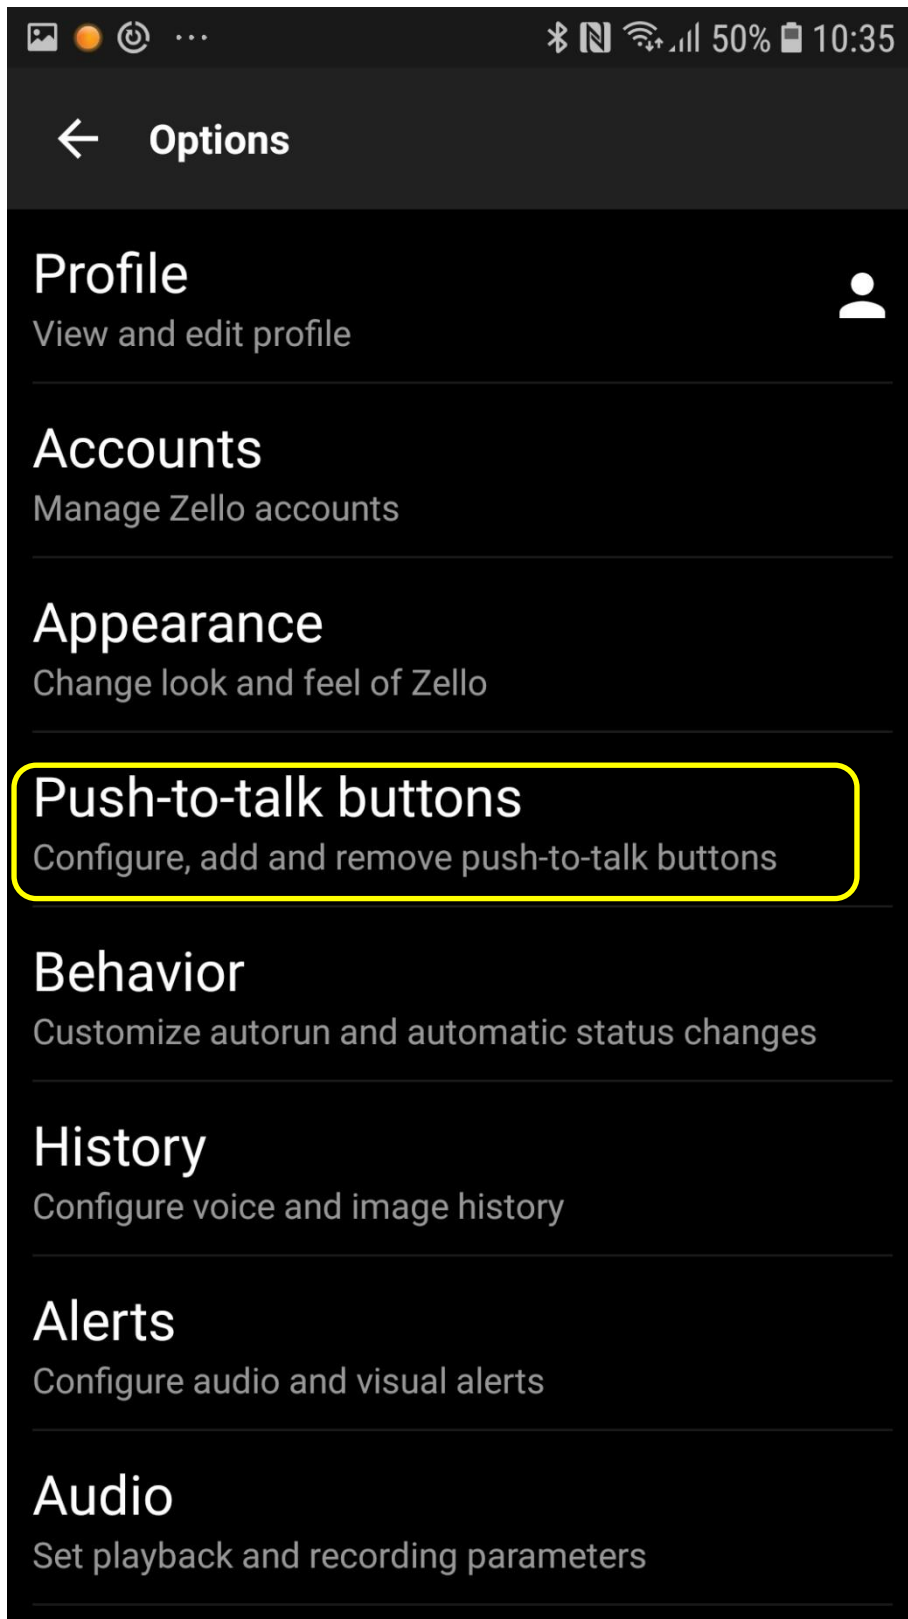 50% 10:35
Options
Profile
View and edit profile
Accounts
Manage Zello accounts
Appearance
Change look and feel of Zello
Push-to-talk buttons
Configure, add and remove push-to-talk buttons
Behavior
Customize autorun and automatic status changes
History
Configure voice and image history
Alerts
Configure audio and visual alerts
Audio
Set playback and recording parameters